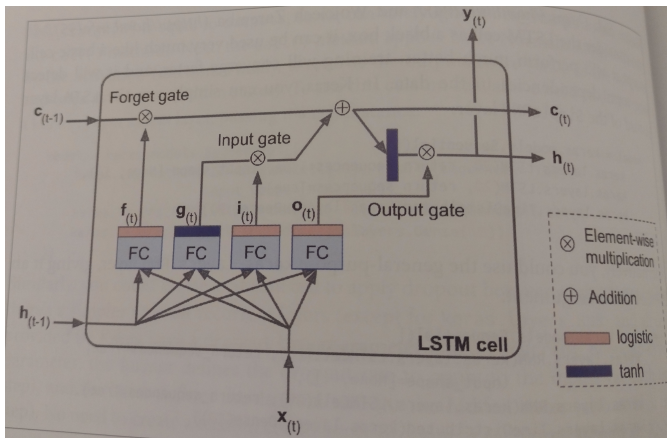 y(t)
Forget gate
c(t-1)
c(t)
Input gate
h(t)
f(t)
g(t)
i(t)
o(t)
Output gate
FC
FC
FC
FC
Element-wise
multiplication
Addition
h(t-1)
LSTM cell
logistic
tanh
x(t)